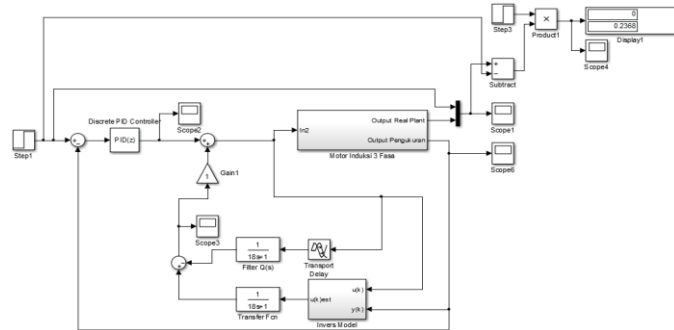 Step3
×
Product1
0
0.2368
Display1
Scope4
+
−
Subtract
Discrete PID Controller
Scope2
Step1
PID(z)
In2
Output Real Plant
Output Pengukuran
Motor Induksi 3 Fasa
Scope1
Scope6
1
Gain1
Scope3
1
18s+1
Filter Q(s)
Transport
Delay
1
18s+1
Transfer Fcn
u(k)est
u(k)
y(k)
Invers Model